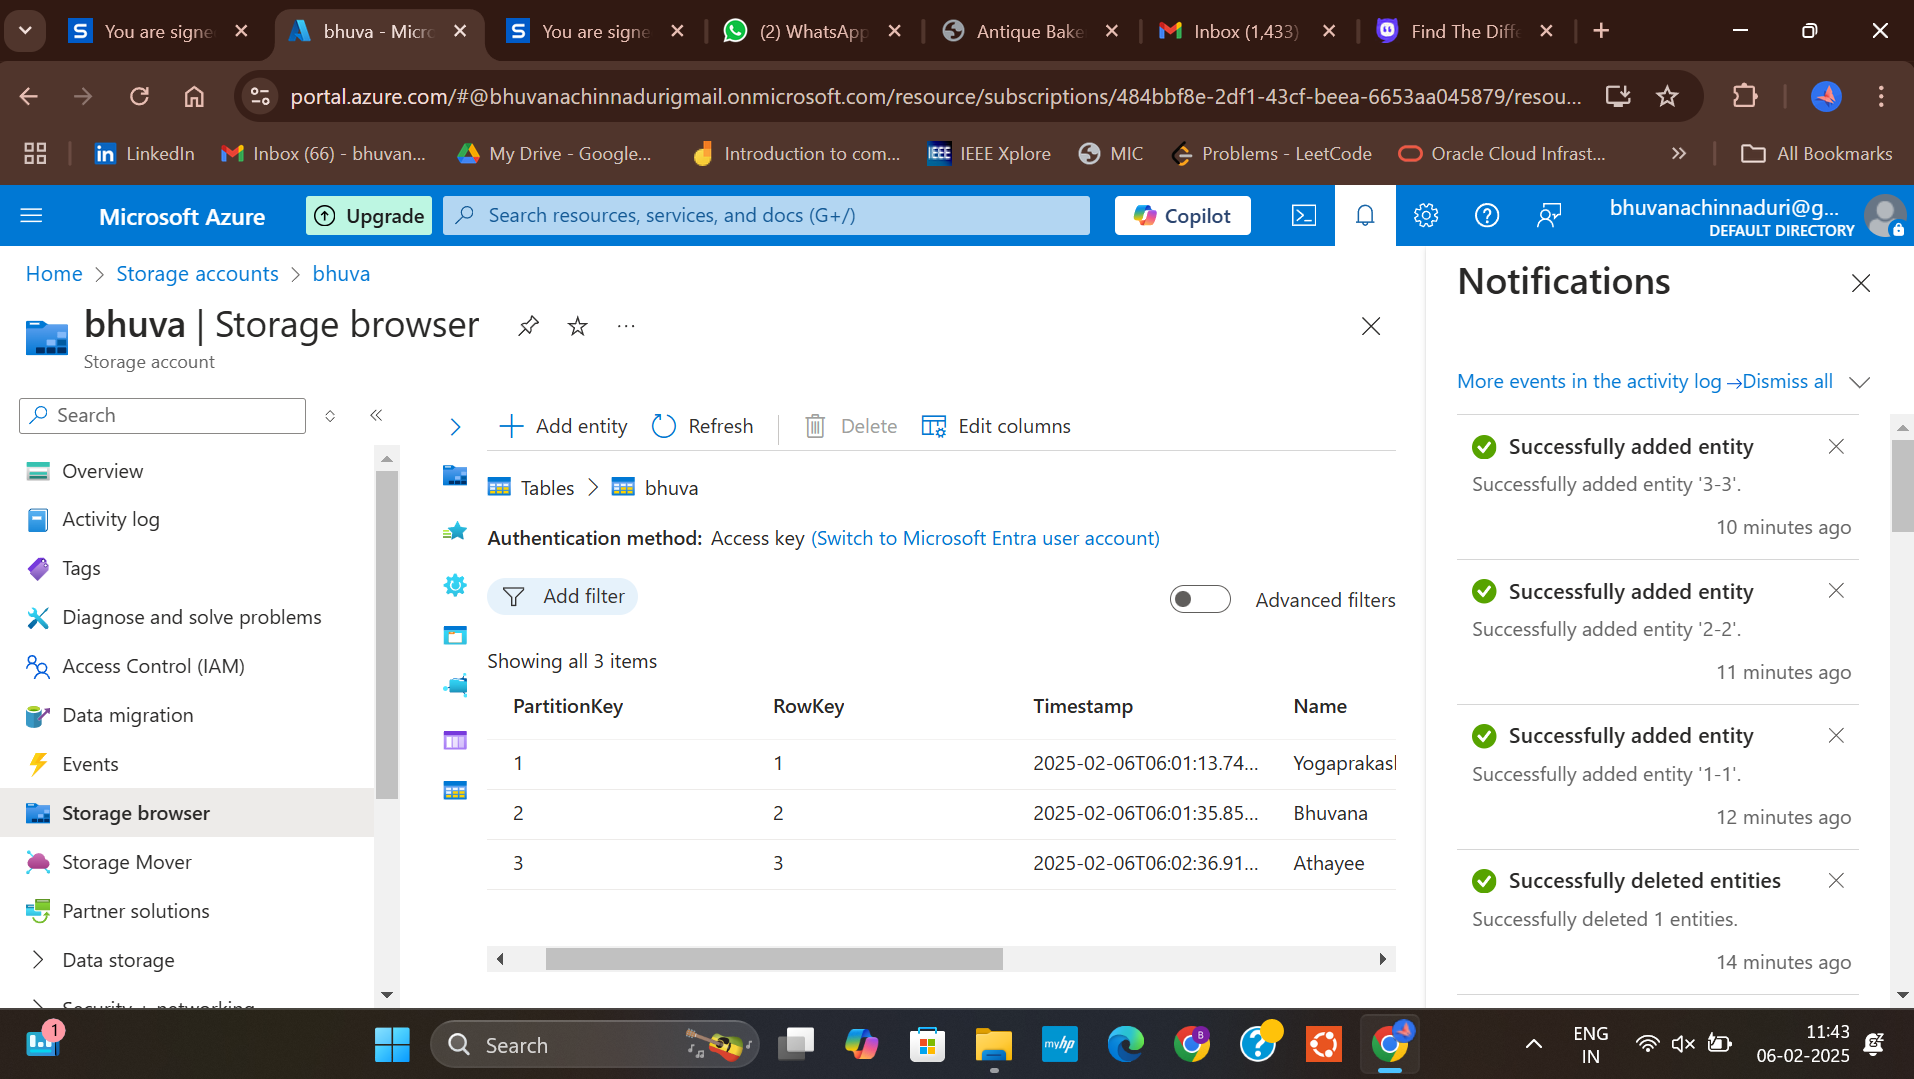 You are signe
bhuva - Micro
You are signe
(2) WhatsApp
Antique Bake
Inbox (1,433)
Find The Diffe
portal.azure.com/#@bhuvanachinnadurigmail.onmicrosoft.com/resource/subscriptions/484bbf8e-2df1-43cf-beea-6653aa045879/resou...
LinkedIn
Inbox (66) - bhuvan...
My Drive - Google...
Introduction to com...
IEEE Xplore
MIC
Problems - LeetCode
Oracle Cloud Infrast...
All Bookmarks
Microsoft Azure
Upgrade
Search resources, services, and docs (G+/)
Copilot
bhuvanachinnaduri@g...
DEFAULT DIRECTORY
Home > Storage accounts > bhuva
bhuva | Storage browser
Storage account
Search
Overview
Activity log
Tags
Diagnose and solve problems
Access Control (IAM)
Data migration
Events
Storage browser
Storage Mover
Partner solutions
Data storage
Security + networking
Add entity
Refresh
Delete
Edit columns
Tables > bhuva
Authentication method: Access key (Switch to Microsoft Entra user account)
Add filter
Advanced filters
Showing all 3 items
PartitionKey RowKey Timestamp Name
1 1 2025-02-06T06:01:13.74... Yogaprakash
2 2 2025-02-06T06:01:35.85... Bhuvana
3 3 2025-02-06T06:02:36.91... Athayee
Notifications
More events in the activity log → Dismiss all
Successfully added entity
Successfully added entity '3-3'.
10 minutes ago
Successfully added entity
Successfully added entity '2-2'.
11 minutes ago
Successfully added entity
Successfully added entity '1-1'.
12 minutes ago
Successfully deleted entities
Successfully deleted 1 entities.
14 minutes ago
1
Search
myhp
B
ENG
IN
11:43
06-02-2025